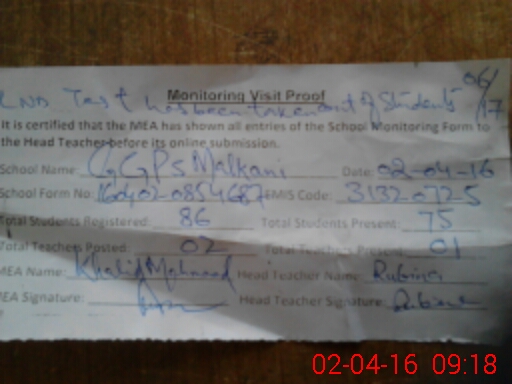 06/17
Monitoring Visit Proof
LND Test has been taken out of Students
It is certified that the MEA has shown all entries of the School Monitoring Form to
the Head Teacher before its online submission.
School Name: GGPS Malkani Date: 02-04-16
School Form No: 160402-0854687 EMIS Code: 3132-072-5
Total Students Registered: 86 Total Students Present: 75
Total Teachers Posted: 02 Total Teachers Present: 01
MEA Name: Khalid Mahmood Head Teacher Name: Rubina
MEA Signature: Head Teacher Signature: Rubina
02-04-16 09:18